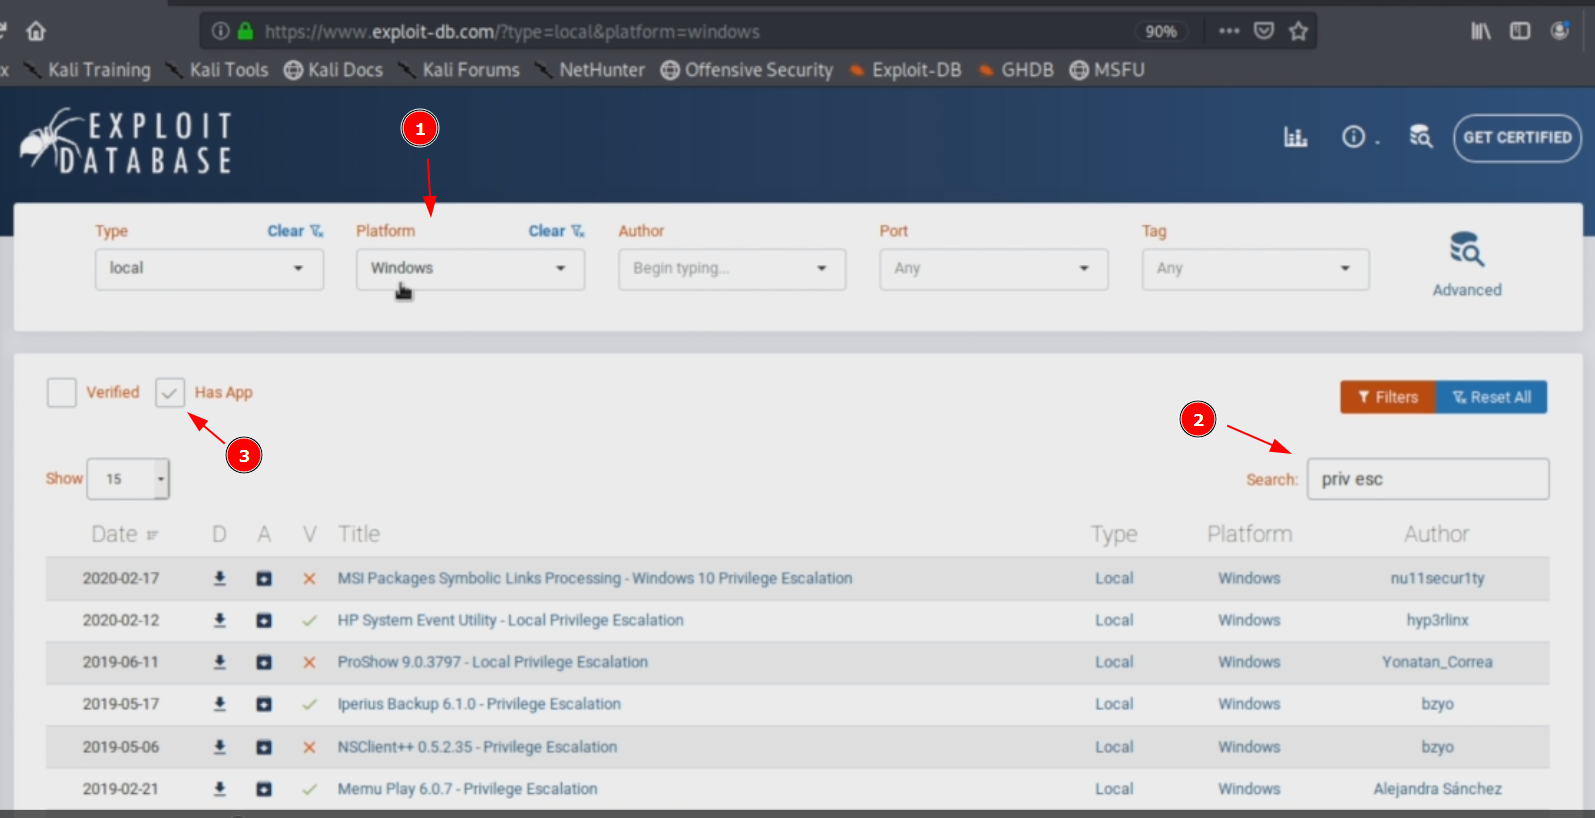 https://www.exploit-db.com/?type=local&platform=windows 90%
x Kali Training Kali Tools Kali Docs Kali Forums NetHunter Offensive Security Exploit-DB GHDB MSFU
EXPLOIT
DATABASE
1
GET CERTIFIED
Type Clear Platform Clear Author Port Tag
local Windows Begin typing... Any Any
Advanced
Verified Has App
Filters Reset All
2
3
Show 15 Search: priv esc
Date D A V Title Type Platform Author
2020-02-17 MSI Packages Symbolic Links Processing - Windows 10 Privilege Escalation Local Windows nu11secur1ty
2020-02-12 HP System Event Utility - Local Privilege Escalation Local Windows hyp3rlinx
2019-06-11 ProShow 9.0.3797 - Local Privilege Escalation Local Windows Yonatan_Correa
2019-05-17 Iperius Backup 6.1.0 - Privilege Escalation Local Windows bzyo
2019-05-06 NSClient++ 0.5.2.35 - Privilege Escalation Local Windows bzyo
2019-02-21 Memu Play 6.0.7 - Privilege Escalation Local Windows Alejandra Sánchez